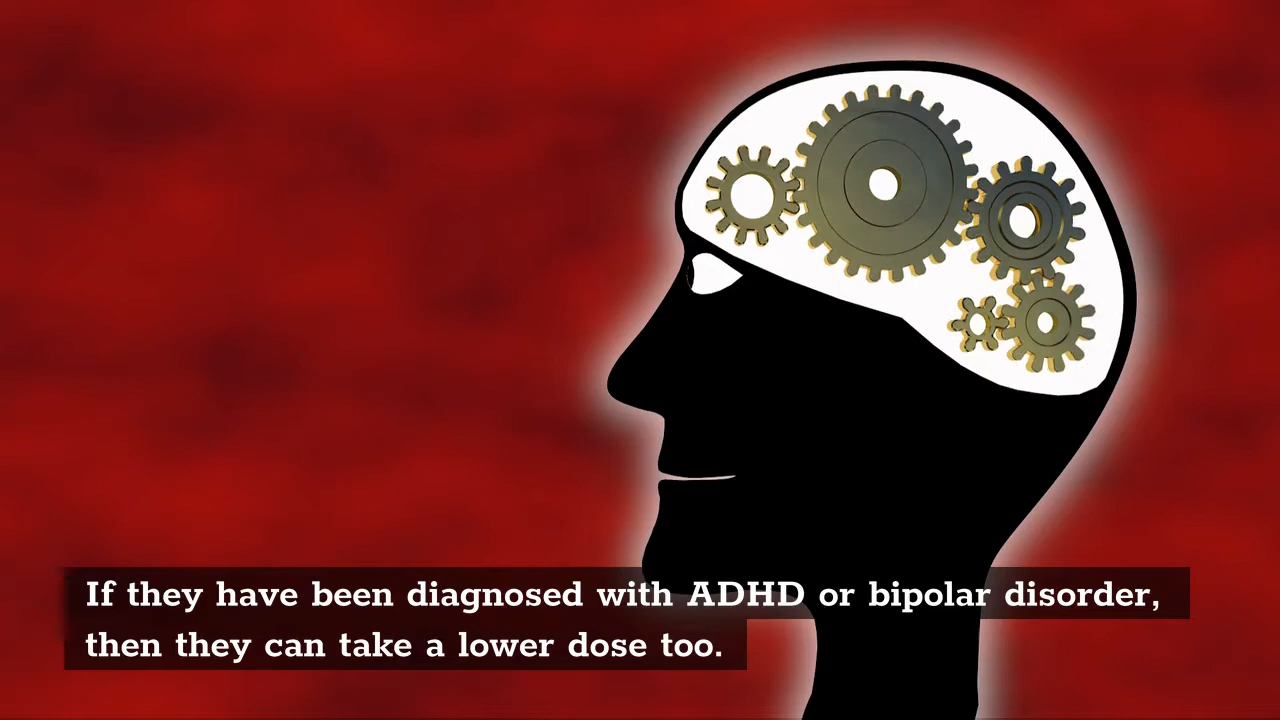 If they have been diagnosed with ADHD or bipolar disorder,
then they can take a lower dose too.